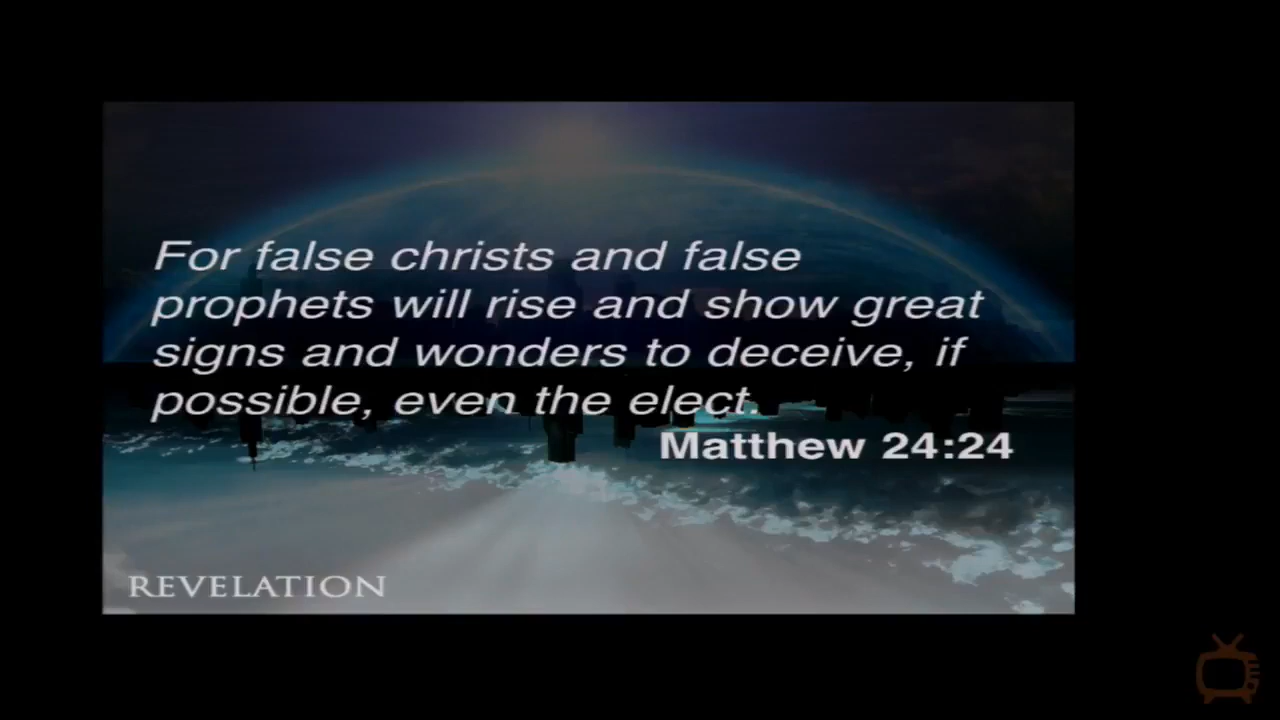 For false christs and false
prophets will rise and show great
signs and wonders to deceive, if
possible, even the elect.
Matthew 24:24
REVELATION